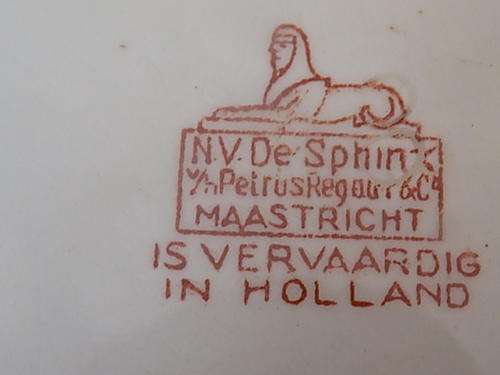 N.V. De Sphinx
v/h Petrus Regout & Co
MAASTRICHT
IS VERVAARDIG
IN HOLLAND